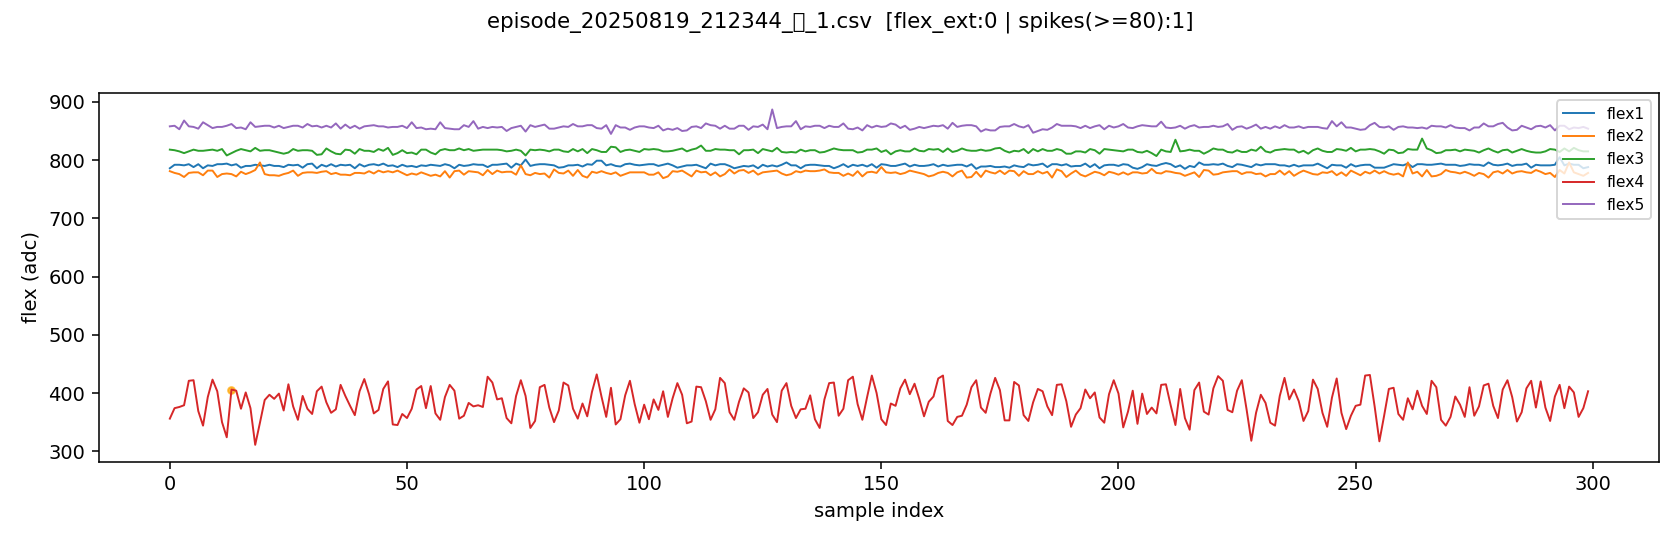 episode_20250819_212344_▯_1.csv [flex_ext:0 | spikes(>=80):1]
900
800
700
600
500
400
300
flex (adc)
flex1
flex2
flex3
flex4
flex5
0
50
100
150
200
250
300
sample index